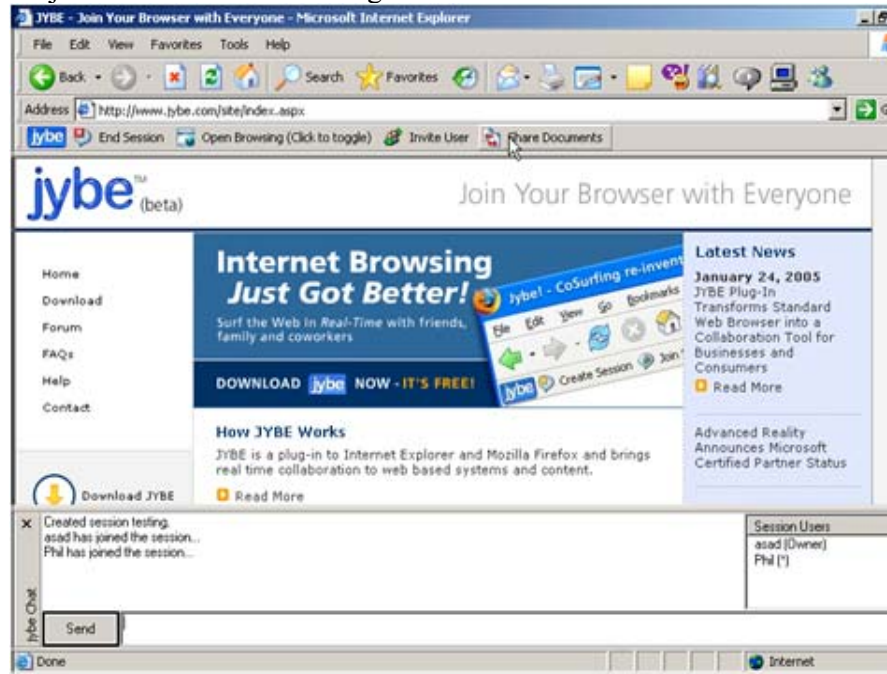 JYBE - Join Your Browser with Everyone - Microsoft Internet Explorer
File Edit View Favorites Tools Help
Back Search Favorites
Address http://www.jybe.com/site/index.aspx
jybe End Session Open Browsing (Click to toggle) Invite User Share Documents
jybe™ (beta)
Join Your Browser with Everyone
Home
Download
Forum
FAQs
Help
Contact
Download JYBE
Internet Browsing
Just Got Better!
Surf the Web in Real-Time with friends,
family and coworkers
Jybe! - CoSurfing re-invent
File Edit View Go Bookmarks
jybe Create Session Join
DOWNLOAD jybe NOW - IT'S FREE!
How JYBE Works
JYBE is a plug-in to Internet Explorer and Mozilla Firefox and brings
real time collaboration to web based systems and content.
Read More
Latest News
January 24, 2005
JYBE Plug-In
Transforms Standard
Web Browser into a
Collaboration Tool for
Businesses and
Consumers
Read More
Advanced Reality
Announces Microsoft
Certified Partner Status
Created session testing.
asad has joined the session...
Phil has joined the session...
Session Users
asad (Owner)
Phil (*)
jybe Chat
Send
Done
Internet